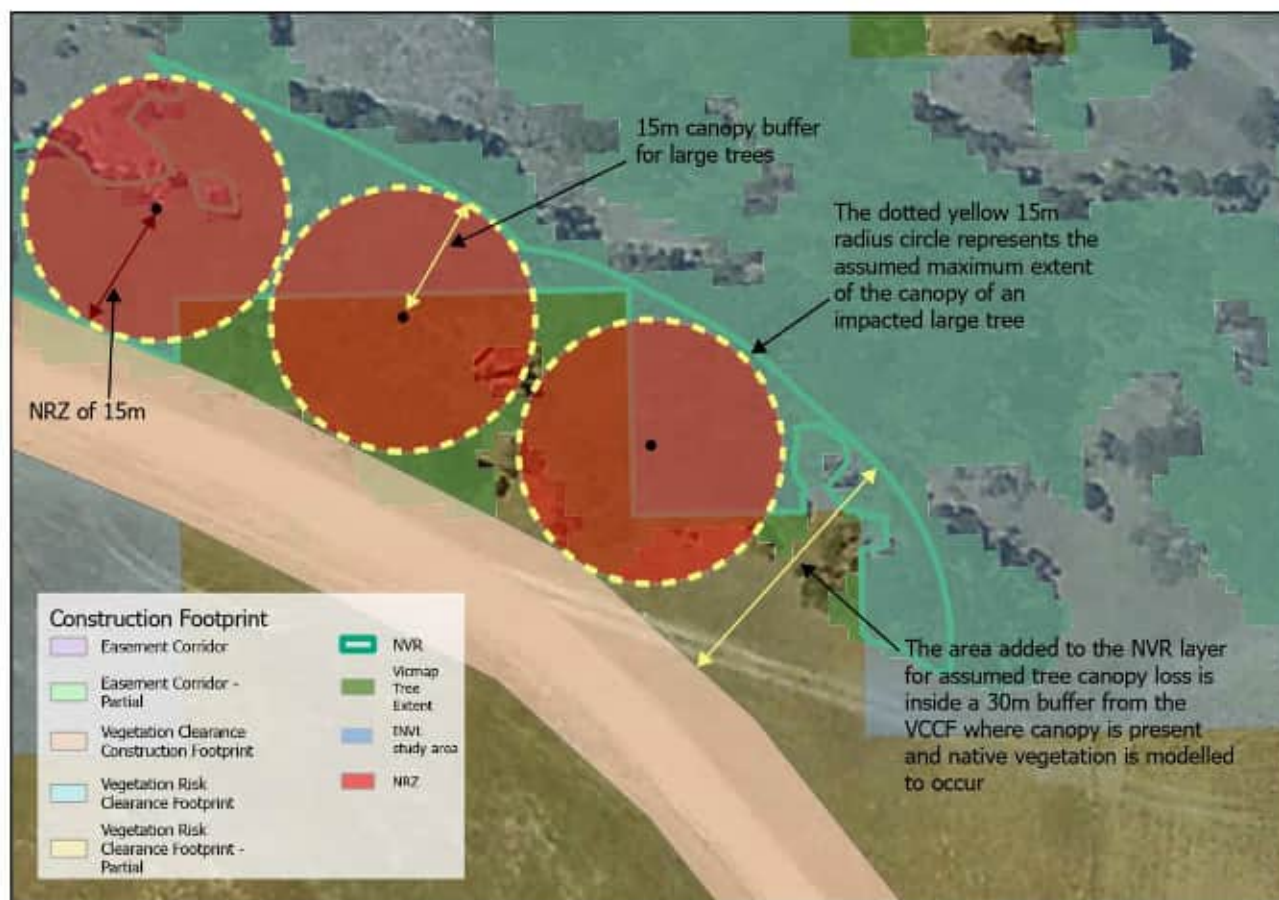 15m canopy buffer
for large trees
The dotted yellow 15m
radius circle represents the
assumed maximum extent
of the canopy of an
impacted large tree
NRZ of 15m
The area added to the NVR layer
for assumed tree canopy loss is
inside a 30m buffer from the
VCCF where canopy is present
and native vegetation is modelled
to occur
Construction Footprint
Easement Corridor
Easement Corridor -
Partial
Vegetation Clearance
Construction Footprint
Vegetation Risk
Clearance Footprint
Vegetation Risk
Clearance Footprint -
Partial
NVR
Vicmap
Tree
Extent
study area
NRZ